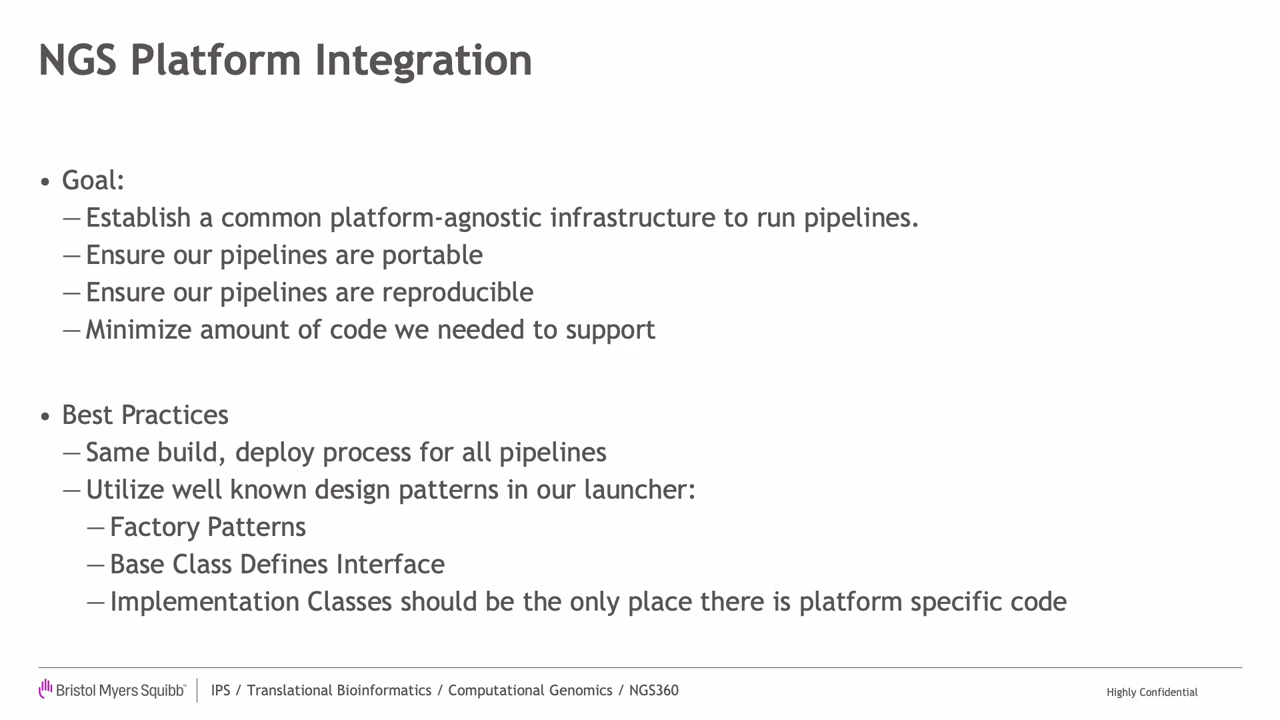 NGS Platform Integration
• Goal:
— Establish a common platform-agnostic infrastructure to run pipelines.
— Ensure our pipelines are portable
— Ensure our pipelines are reproducible
— Minimize amount of code we needed to support
• Best Practices
— Same build, deploy process for all pipelines
— Utilize well known design patterns in our launcher:
— Factory Patterns
— Base Class Defines Interface
— Implementation Classes should be the only place there is platform specific code
Bristol Myers Squibb™ | IPS / Translational Bioinformatics / Computational Genomics / NGS360
Highly Confidential